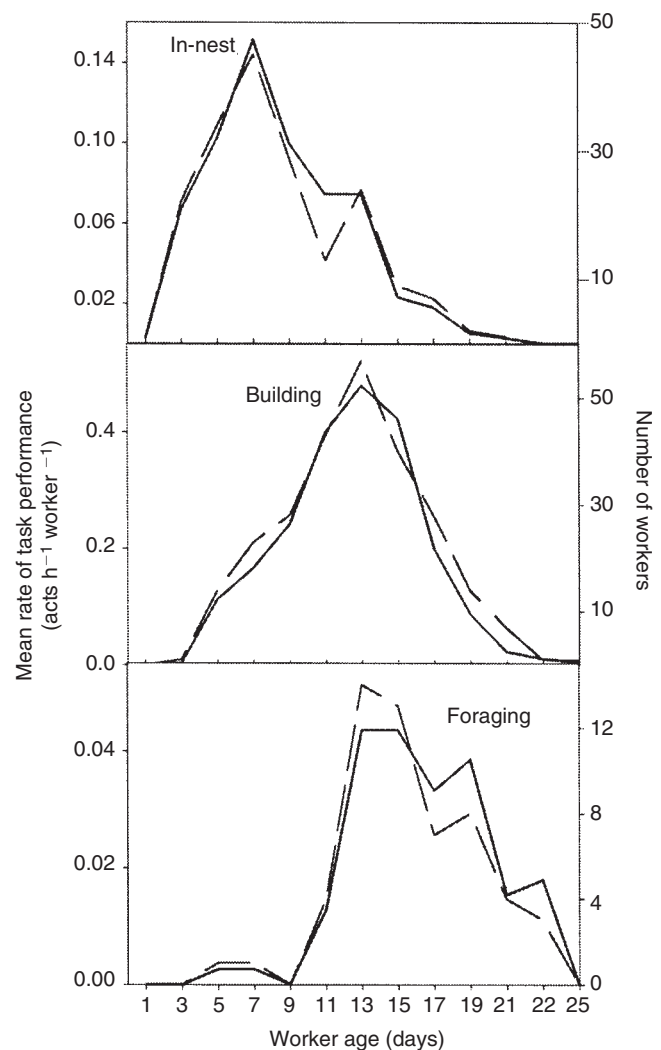 50
In-nest
0.14
0.10
30
0.06
10
0.02
Building
50
0.4
30
0.2
10
0.0
Mean rate of task performance
(acts h−1 worker −1)
Number of workers
Foraging
12
0.04
8
0.02
4
0.00
0
1 3 5 7 9 11 13 15 17 19 21 22 25
Worker age (days)